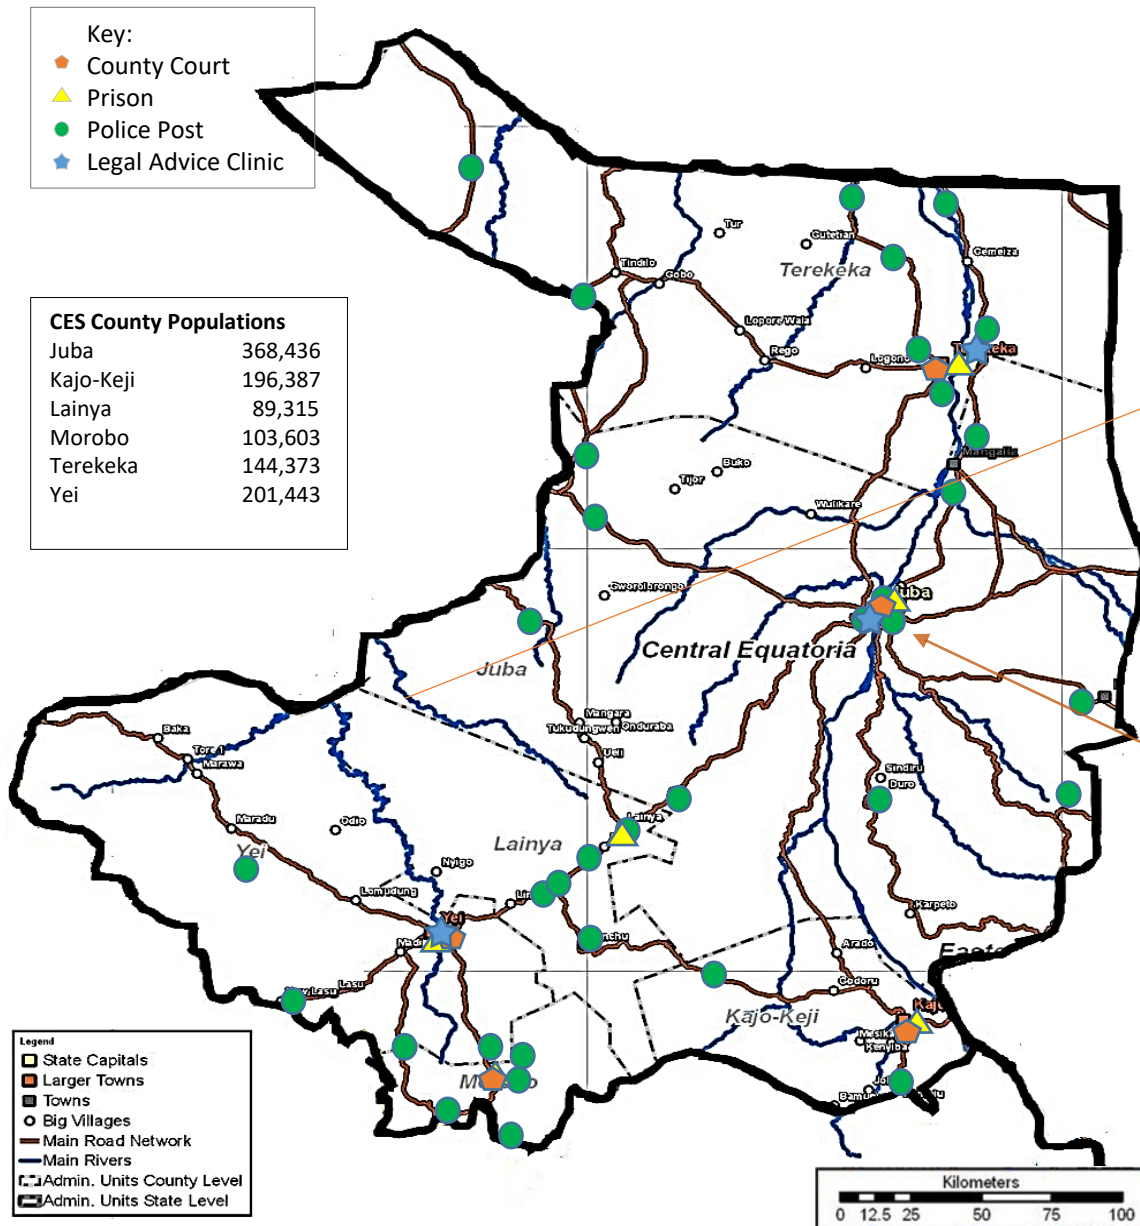 Key:
County Court
Prison
Police Post
Legal Advice Clinic
CES County Populations
Juba 368,436
Kajo-Keji 196,387
Lainya 89,315
Morobo 103,603
Terekeka 144,373
Yei 201,443
Tur
Gutetian
Gemeiza
Terekeka
Tindilo
Gobo
Lopore Wala
Rego
Mangalla
Buko
Tijor
Wulikare
Gworolorongo
Central Equatoria
Juba
Mangara
Tukudungwen
Onduraba
Ueli
Baka
Tore 1
Marawa
Sindiru
Duro
Maradu
Odio
Lainya
Lainya
Yei
Nyigo
Lomudung
Yei
Karpeto
Arado
Godoru
Kajo-Keji
Lasu
Legend
State Capitals
Larger Towns
Towns
Big Villages
Main Road Network
Main Rivers
Admin. Units County Level
Admin. Units State Level
Kilometers
0 12.5 25 50 75 100